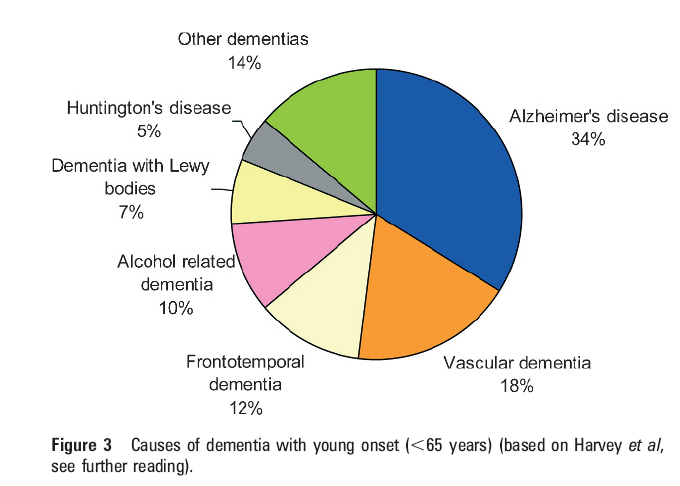 Other dementias
14%
Huntington's disease
5%
Dementia with Lewy
bodies
7%
Alcohol related
dementia
10%
Frontotemporal
dementia
12%
Vascular dementia
18%
Alzheimer's disease
34%
Figure 3 Causes of dementia with young onset (<65 years) (based on Harvey et al,
see further reading).